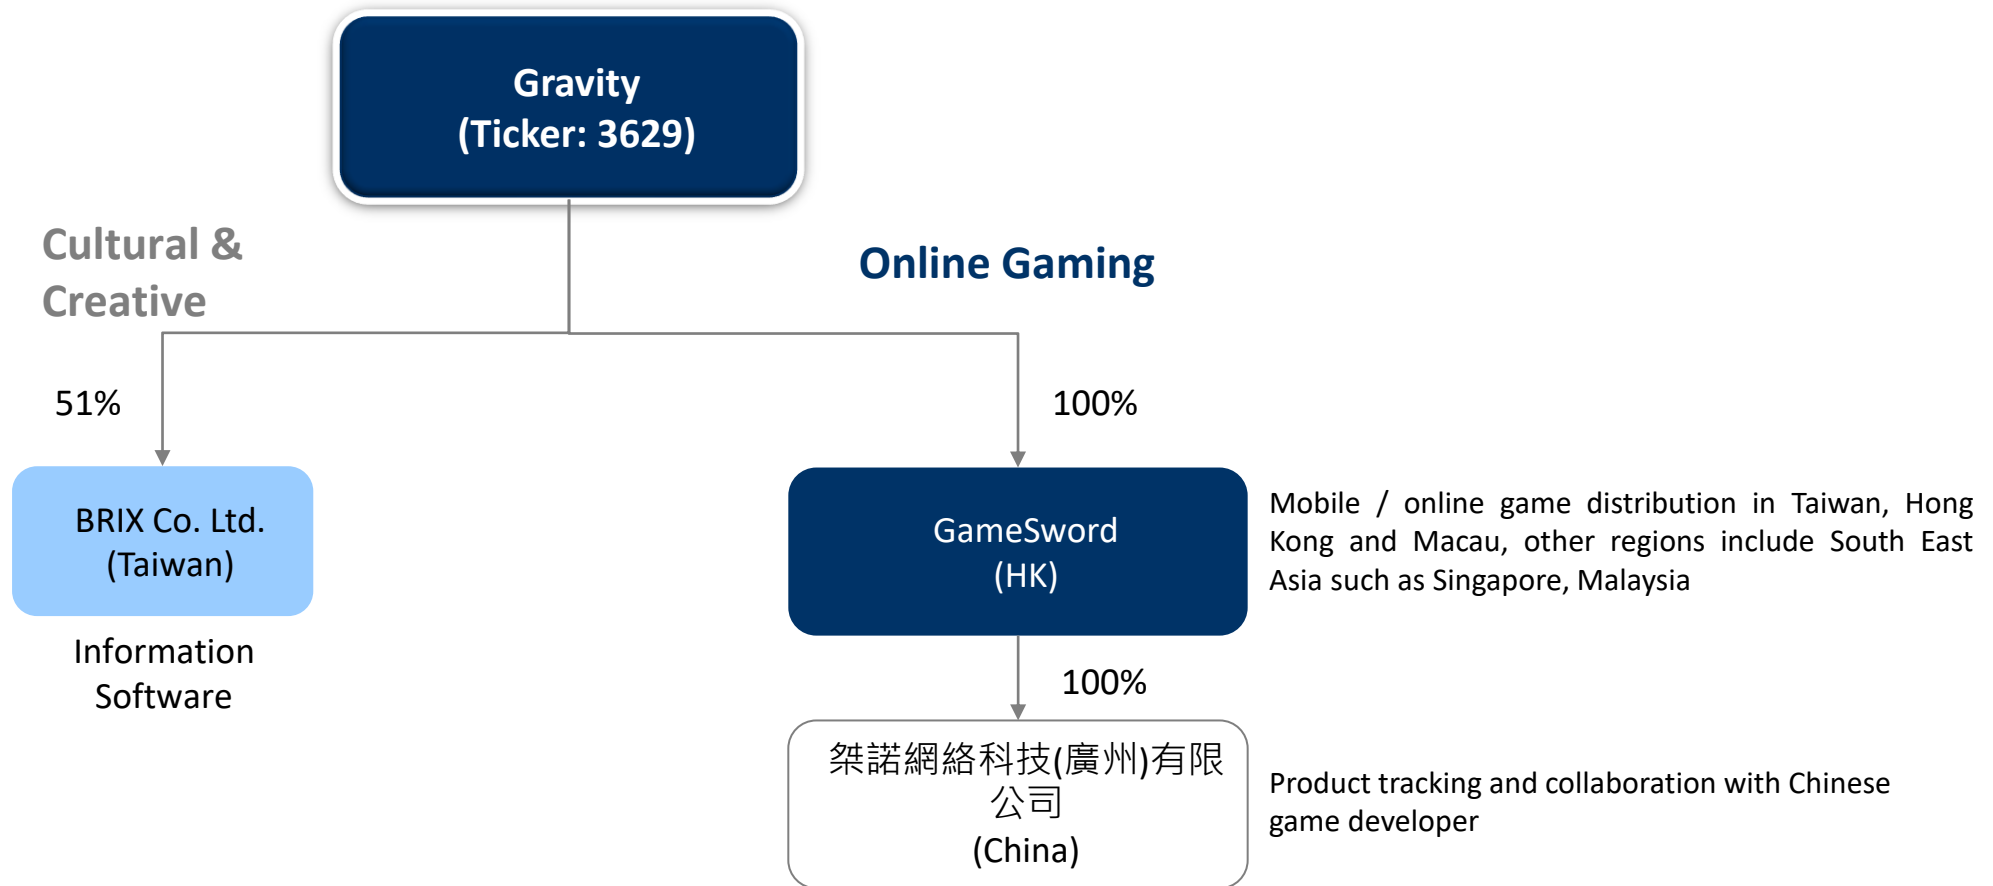 Gravity
(Ticker: 3629)
Cultural &
Creative
Online Gaming
51%
100%
BRIX Co. Ltd.
(Taiwan)
Information
Software
GameSword
(HK)
Mobile / online game distribution in Taiwan, Hong
Kong and Macau, other regions include South East
Asia such as Singapore, Malaysia
100%
桀諾網絡科技(廣州)有限
公司
(China)
Product tracking and collaboration with Chinese
game developer